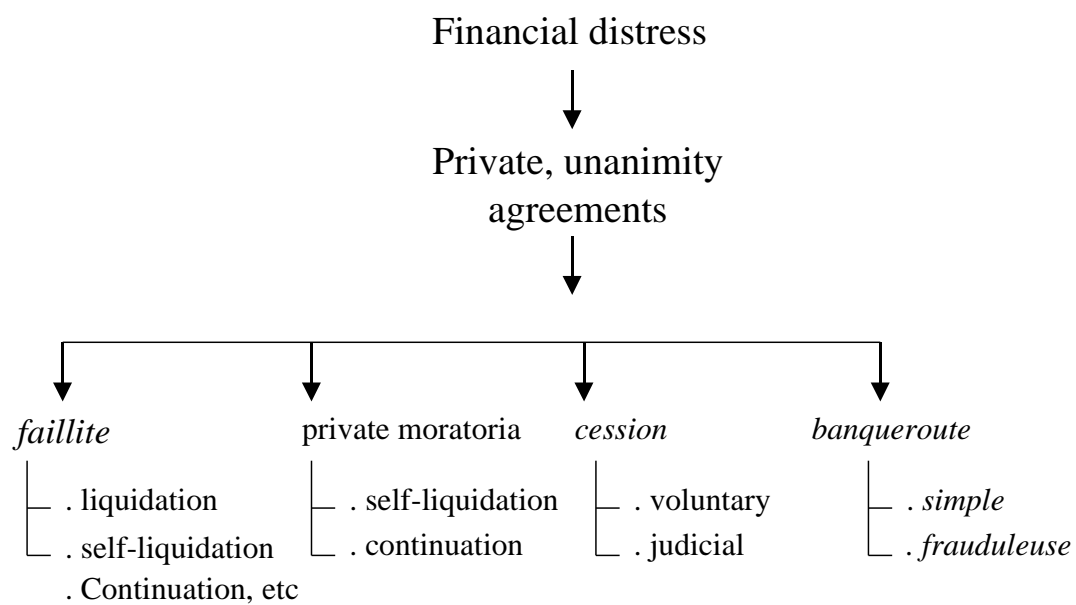 Financial distress
Private, unanimity
agreements
faillite
. liquidation
. self-liquidation
. Continuation, etc
private moratoria
. self-liquidation
. continuation
cession
. voluntary
. judicial
banqueroute
. simple
. frauduleuse